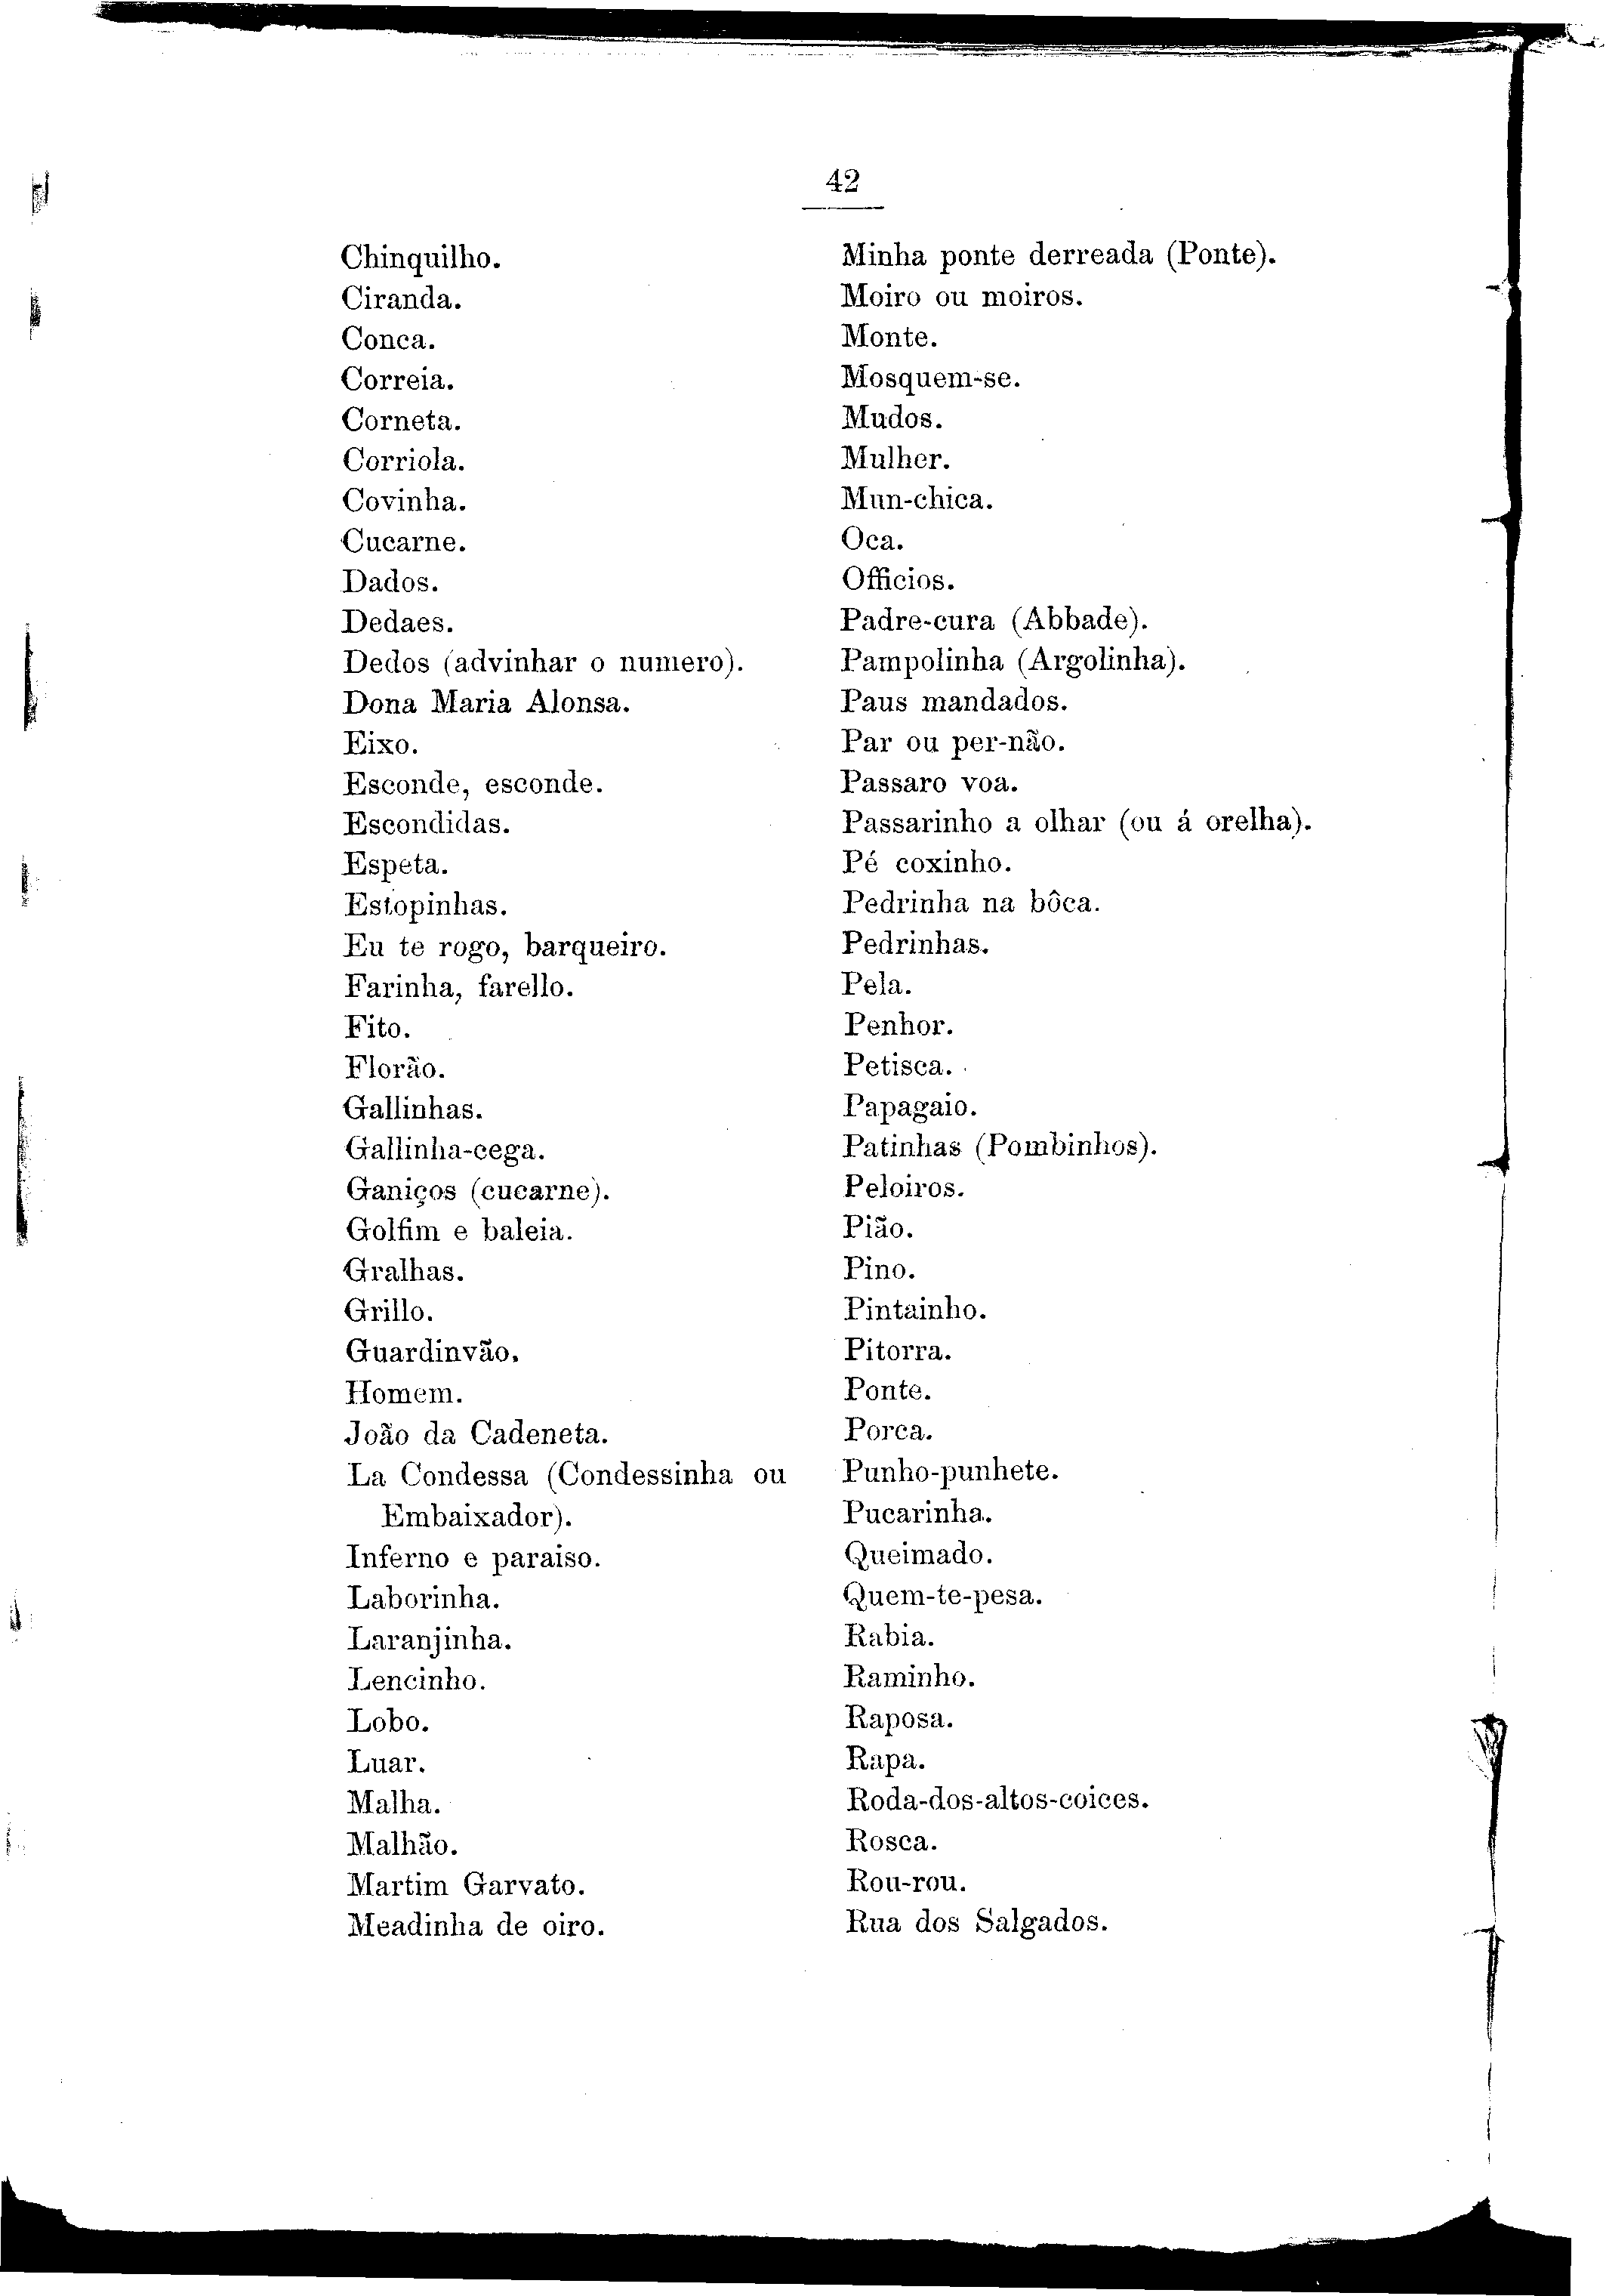 42
Chinquilho.
Ciranda.
Conca.
Correia.
Corneta.
Corriola.
Covinha.
Cucarne.
Dados.
Dedaes.
Dedos (advinhar o numero).
Dona Maria Alonsa.
Eixo.
Esconde, esconde.
Escondidas.
Espeta.
Estopinhas.
Eu te rogo, barqueiro.
Farinha, farello.
Fito.
Florão.
Gallinhas.
Gallinha-cega.
Ganiços (cucarne).
Golfim e baleia.
Gralhas.
Grillo.
Guardinvão.
Homem.
João da Cadeneta.
La Condessa (Condessinha ou
Embaixador).
Inferno e paraiso.
Laborinha.
Laranjinha.
Lencinho.
Lobo.
Luar.
Malha.
Malhão.
Martim Garvato.
Meadinha de oiro.
Minha ponte derreada (Ponte).
Moiro ou moiros.
Monte.
Mosquem-se.
Mudos.
Mulher.
Mun-chica.
Oca.
Officios.
Padre-cura (Abbade).
Pampolinha (Argolinha).
Paus mandados.
Par ou per-não.
Passaro voa.
Passarinho a olhar (ou á orelha).
Pé coxinho.
Pedrinha na bôca.
Pedrinhas.
Pela.
Penhor.
Petisca.
Papagaio.
Patinhas (Pombinhos).
Peloiros.
Pião.
Pino.
Pintainho.
Pitorra.
Ponte.
Porca.
Punho-punhete.
Pucarinha.
Queimado.
Quem-te-pesa.
Rabia.
Raminho.
Raposa.
Rapa.
Roda-dos-altos-coices.
Rosca.
Rou-rou.
Rua dos Salgados.